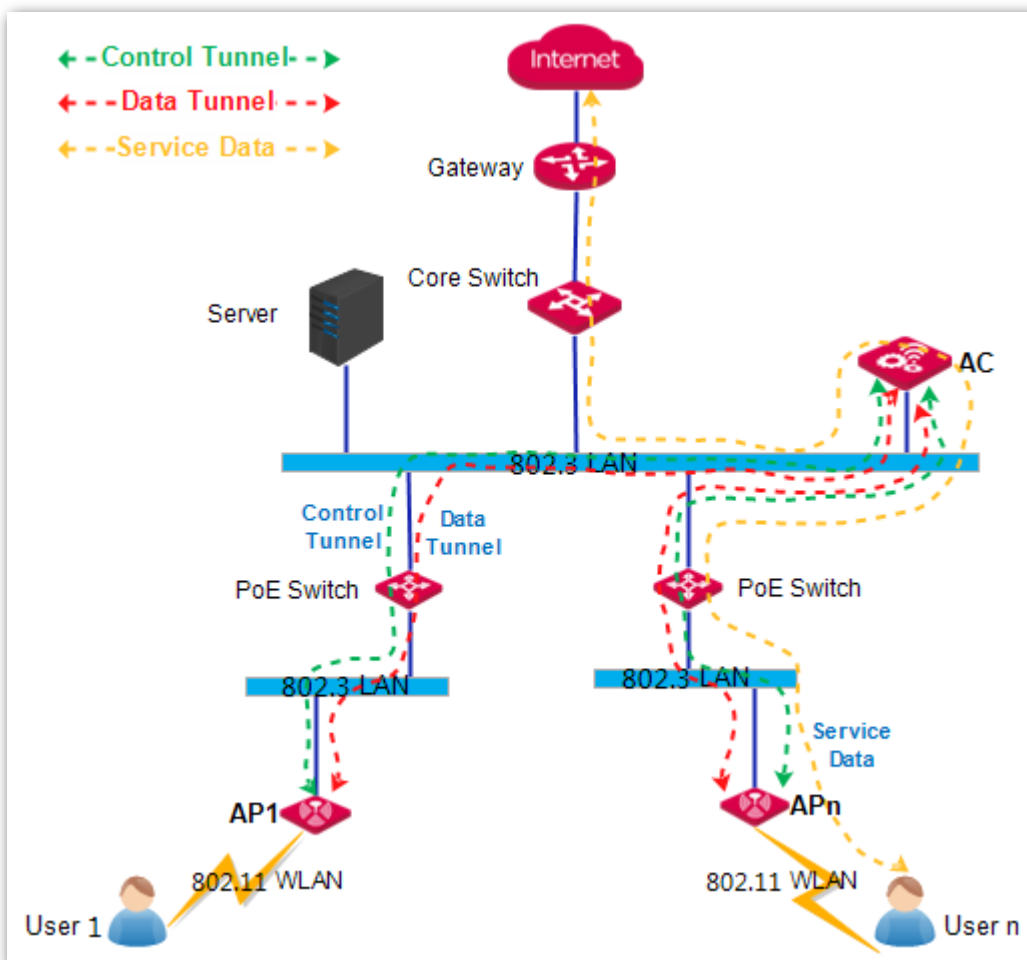 Control Tunnel
Data Tunnel
Service Data
Internet
Gateway
Core Switch
Server
AC
802.3 LAN
Control
Tunnel
Data
Tunnel
PoE Switch
PoE Switch
802.3 LAN
802.3 LAN
Service
Data
AP1
APn
802.11 WLAN
802.11 WLAN
User 1
User n